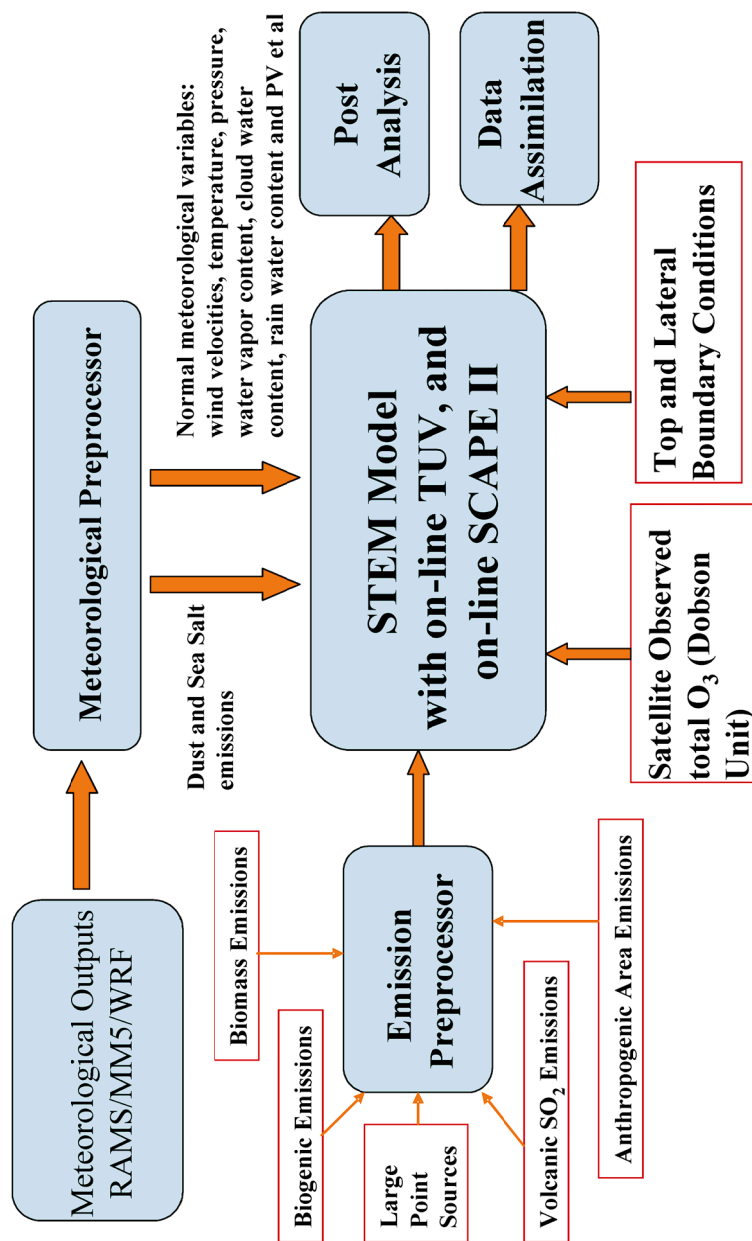 Meteorological Outputs
RAMS/MM5/WRF
Meteorological Preprocessor
Dust and Sea Salt
emissions
Normal meteorological variables:
wind velocities, temperature, pressure,
water vapor content, cloud water
content, rain water content and PV et al
Biomass Emissions
Biogenic Emissions
Large
Point
Sources
Volcanic SO₂ Emissions
Anthropogenic Area Emissions
Emission
Preprocessor
STEM Model
with on-line TUV, and
on-line SCAPE II
Post
Analysis
Data
Assimilation
Satellite Observed
total O₃ (Dobson
Unit)
Top and Lateral
Boundary Conditions